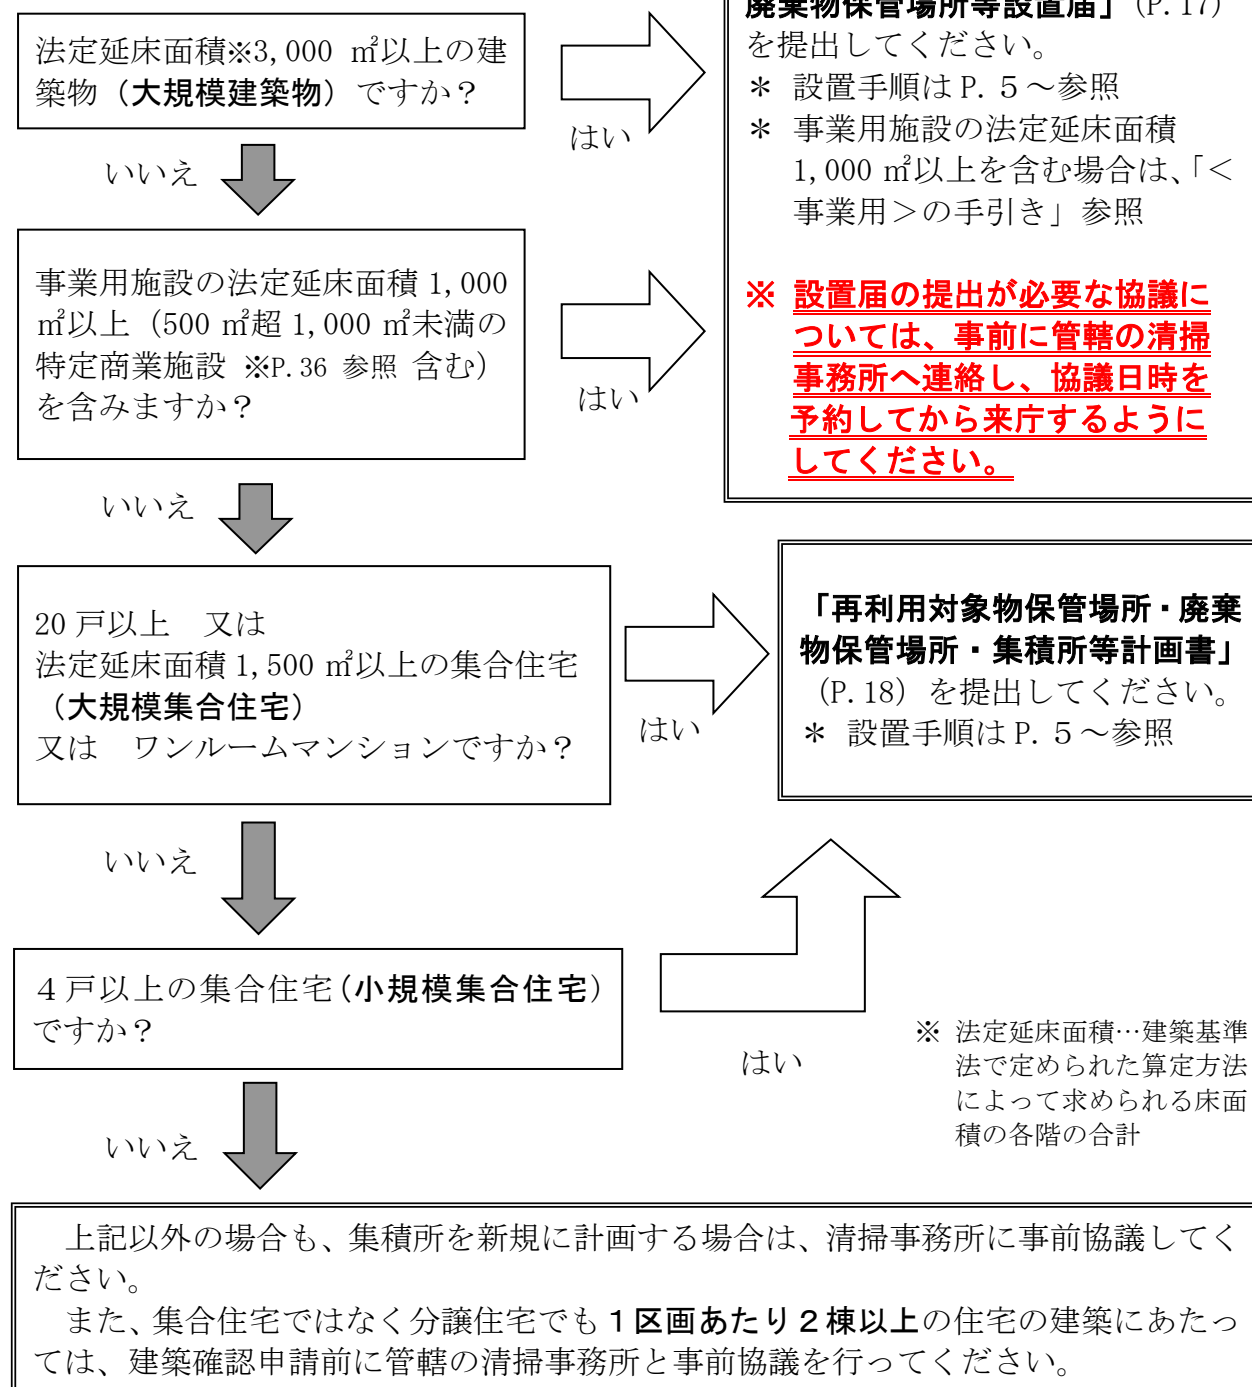 廃棄物保管場所等設置届」(P.17)
を提出してください。
＊ 設置手順は P. ５～参照
＊ 事業用施設の法定延床面積
1,000 ㎡以上を含む場合は、「＜
事業用＞の手引き」参照
※ 設置届の提出が必要な協議に
ついては、事前に管轄の清掃
事務所へ連絡し、協議日時を
予約してから来庁するように
してください。
法定延床面積※3,000 ㎡以上の建
築物（大規模建築物）ですか？
はい
いいえ
事業用施設の法定延床面積 1,000
㎡以上（500 ㎡超 1,000 ㎡未満の
特定商業施設 ※P.36 参照 含む）
を含みますか？
はい
いいえ
20 戸以上　又は
法定延床面積 1,500 ㎡以上の集合住宅
（大規模集合住宅）
又は　ワンルームマンションですか？
はい
「再利用対象物保管場所・廃棄
物保管場所・集積所等計画書」
（P.18）を提出してください。
＊ 設置手順は P. ５～参照
いいえ
４戸以上の集合住宅（小規模集合住宅）
ですか？
はい
※ 法定延床面積…建築基準
法で定められた算定方法
によって求められる床面
積の各階の合計
いいえ
上記以外の場合も、集積所を新規に計画する場合は、清掃事務所に事前協議してく
ださい。
また、集合住宅ではなく分譲住宅でも１区画あたり２棟以上の住宅の建築にあたっ
ては、建築確認申請前に管轄の清掃事務所と事前協議を行ってください。